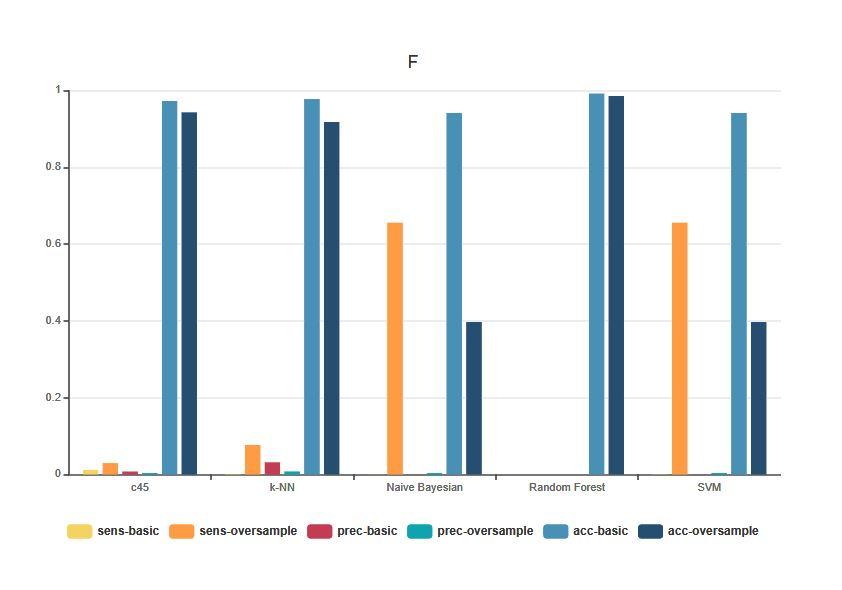 F
1
0.8
0.6
0.4
0.2
0
c45 k-NN Naive Bayesian Random Forest SVM
sens-basic sens-oversample prec-basic prec-oversample acc-basic acc-oversample